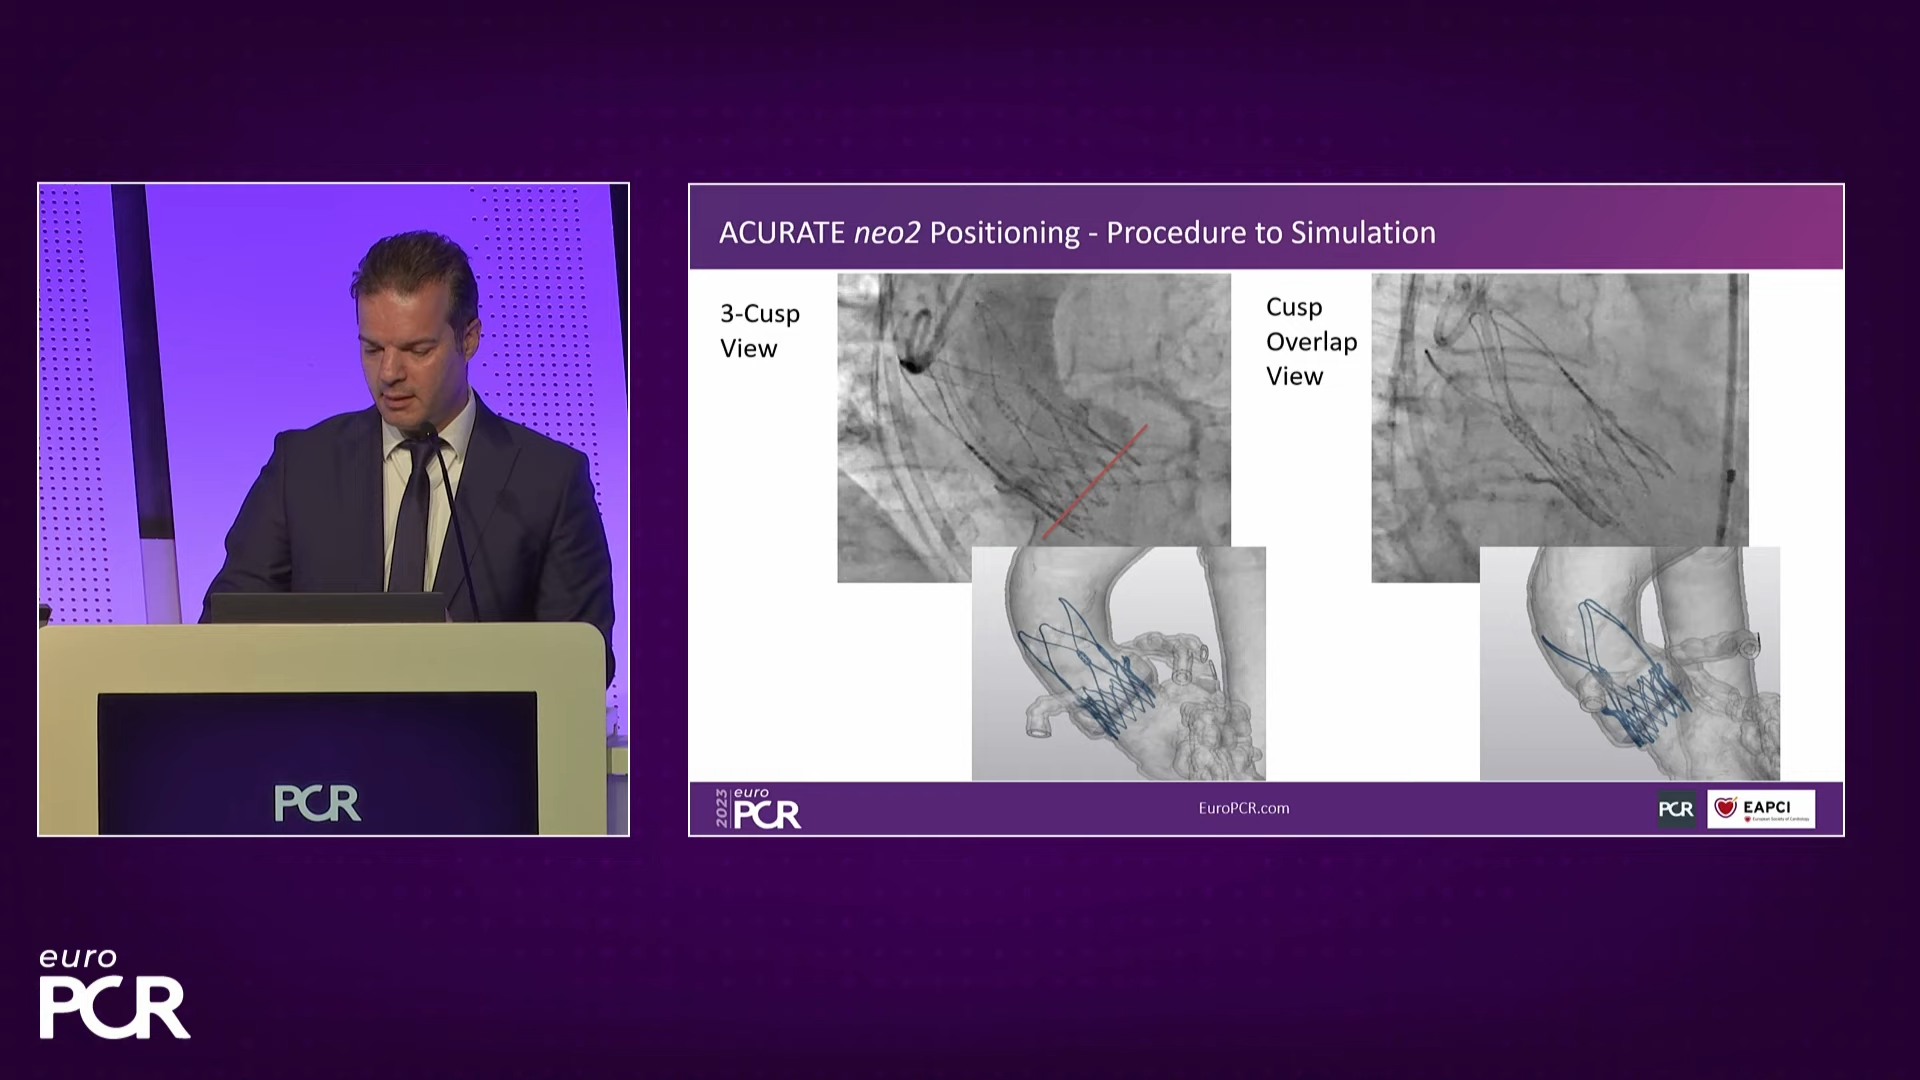 ACURATE neo2 Positioning - Procedure to Simulation
3-Cusp
View
Cusp
Overlap
View
2023
euro
PCR
EuroPCR.com
PCR
EAPCI
European Society of Cardiology
PCR
euro
PCR